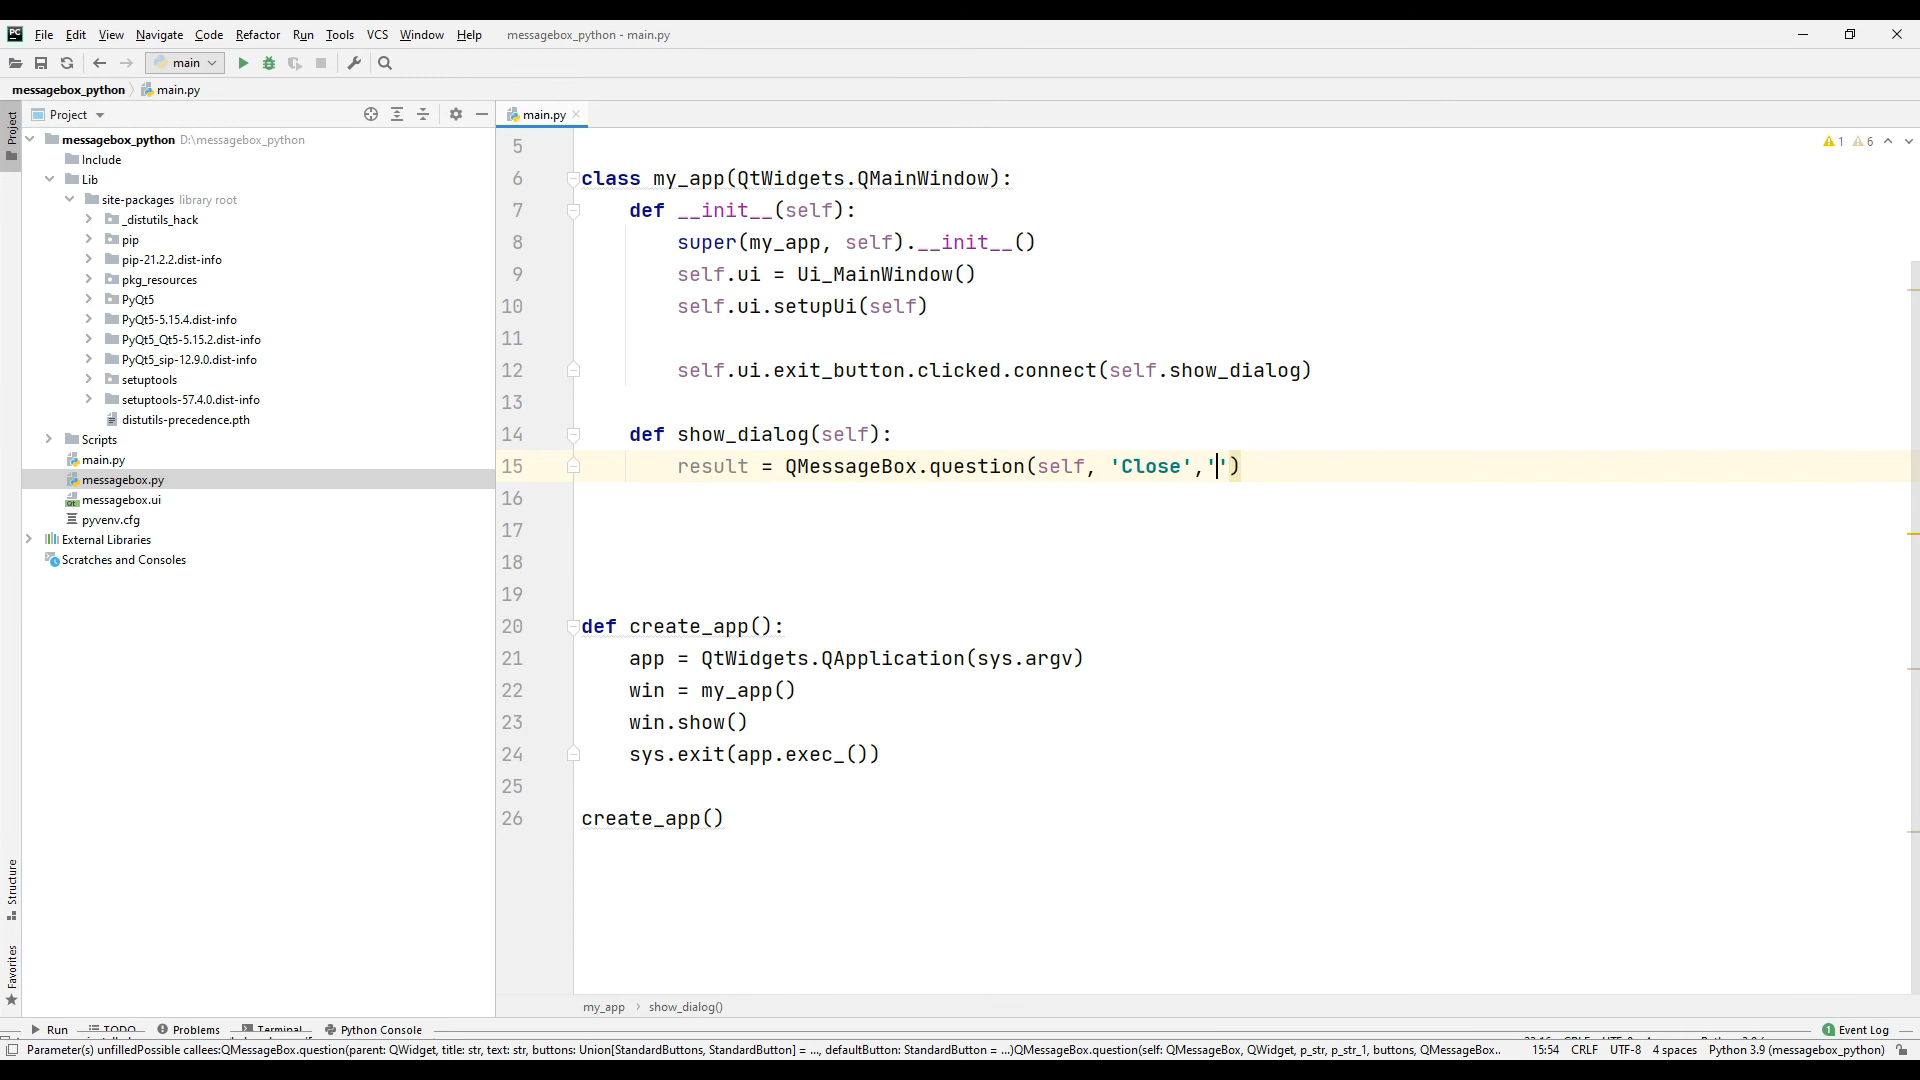 PC File Edit View Navigate Code Refactor Run Tools VCS Window Help messagebox_python - main.py
main
messagebox_python main.py
Project
main.py
messagebox_python D:\messagebox_python
Include
Lib
site-packages library root
_distutils_hack
pip
pip-21.2.2.dist-info
pkg_resources
PyQt5
PyQt5-5.15.4.dist-info
PyQt5_Qt5-5.15.2.dist-info
PyQt5_sip-12.9.0.dist-info
setuptools
setuptools-57.4.0.dist-info
distutils-precedence.pth
Scripts
main.py
messagebox.py
messagebox.ui
pyvenv.cfg
External Libraries
Scratches and Consoles
Project
Structure
Favorites
1 6
5
6 class my_app(QtWidgets.QMainWindow):
7 def __init__(self):
8 super(my_app, self).__init__()
9 self.ui = Ui_MainWindow()
10 self.ui.setupUi(self)
11
12 self.ui.exit_button.clicked.connect(self.show_dialog)
13
14 def show_dialog(self):
15 result = QMessageBox.question(self, 'Close','')
16
17
18
19
20 def create_app():
21 app = QtWidgets.QApplication(sys.argv)
22 win = my_app()
23 win.show()
24 sys.exit(app.exec_())
25
26 create_app()
my_app show_dialog()
Run TODO Problems Terminal Python Console 1 Event Log
Parameter(s) unfilledPossible callees:QMessageBox.question(parent: QWidget, title: str, text: str, buttons: Union[StandardButtons, StandardButton] = ..., defaultButton: StandardButton = ...)QMessageBox.question(self: QMessageBox, QWidget, p_str, p_str_1, buttons, QMessageBox.. 15:54 CRLF UTF-8 4 spaces Python 3.9 (messagebox_python)